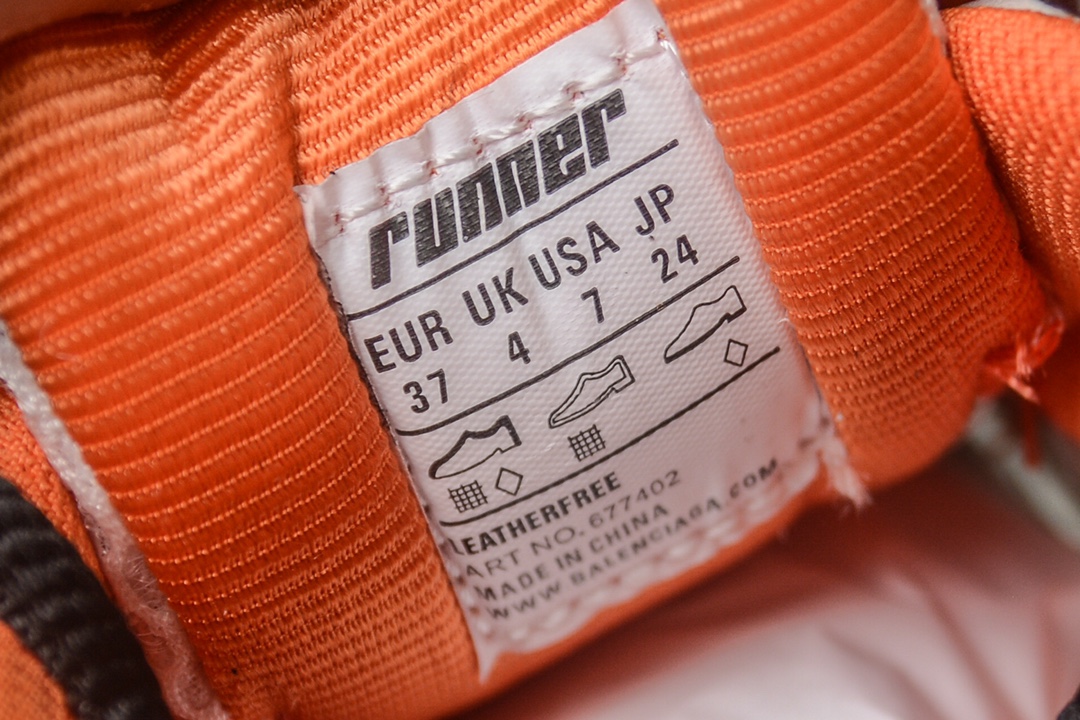 runner
EUR UK USA JP
37 4 7 24
LEATHERFREE
ART NO. 677402
MADE IN CHINA
WWW.BALENCIAGA.COM